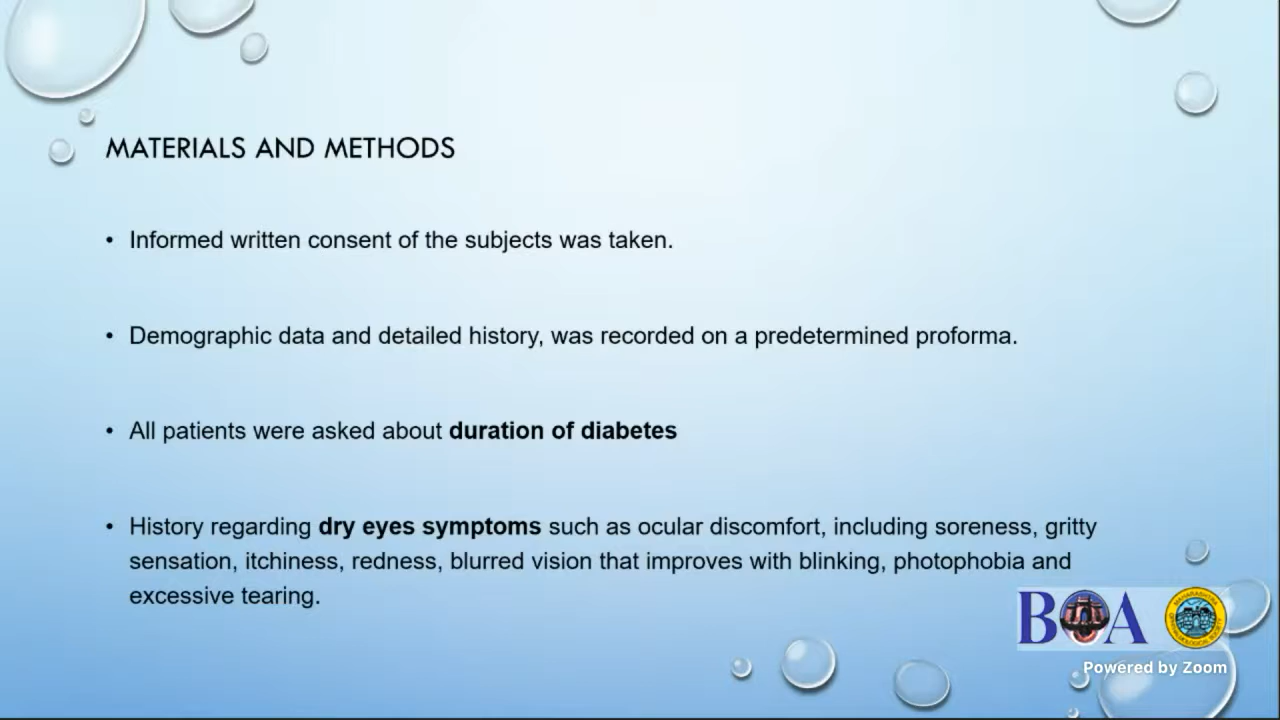 MATERIALS AND METHODS
• Informed written consent of the subjects was taken.
• Demographic data and detailed history, was recorded on a predetermined proforma.
• All patients were asked about duration of diabetes
• History regarding dry eyes symptoms such as ocular discomfort, including soreness, gritty
sensation, itchiness, redness, blurred vision that improves with blinking, photophobia and
excessive tearing.
BOA
MAHARASHTRA OPHTHALMOLOGICAL SOCIETY
Powered by Zoom